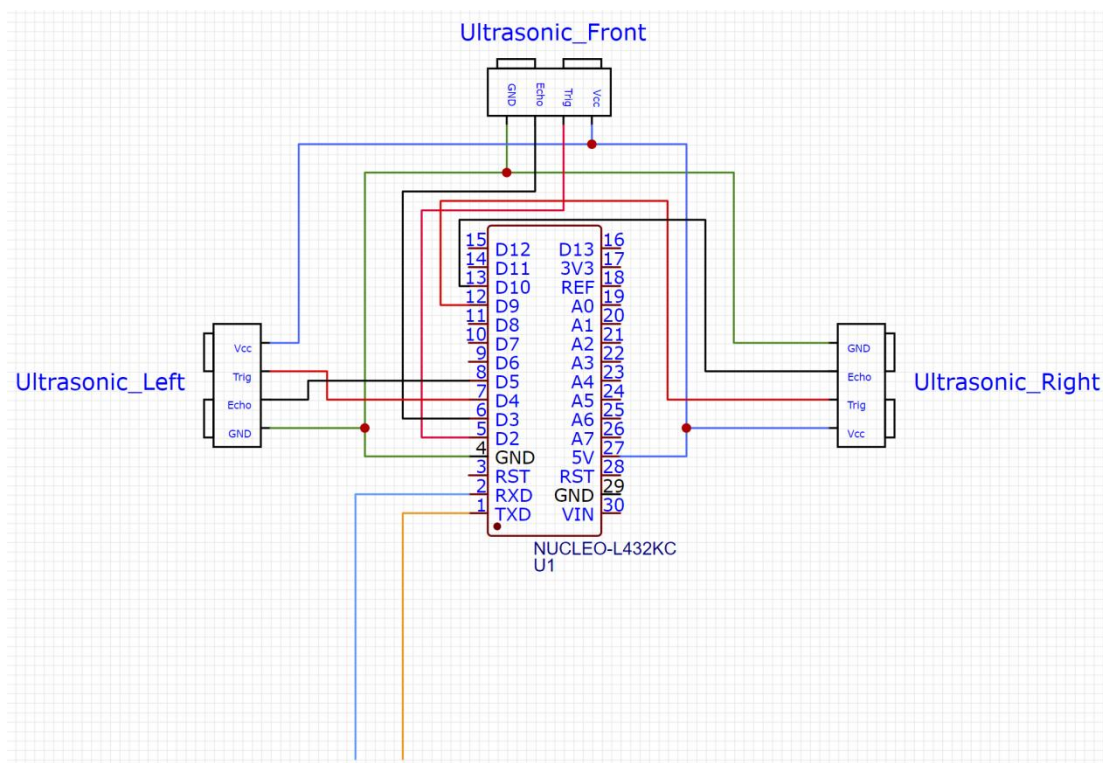 Ultrasonic_Front
GND Echo Trig Vcc
15 D12 D13 16
14 D11 3V3 17
13 D10 REF 18
12 D9 A0 19
11 D8 A1 20
10 D7 A2 21
9 D6 A3 22
8 D5 A4 23
7 D4 A5 24
6 D3 A6 25
5 D2 A7 26
4 GND 5V 27
3 RST RST 28
2 RXD GND 29
1 TXD VIN 30
NUCLEO-L432KC
U1
Ultrasonic_Left
Vcc
Trig
Echo
GND
Ultrasonic_Right
GND
Echo
Trig
Vcc